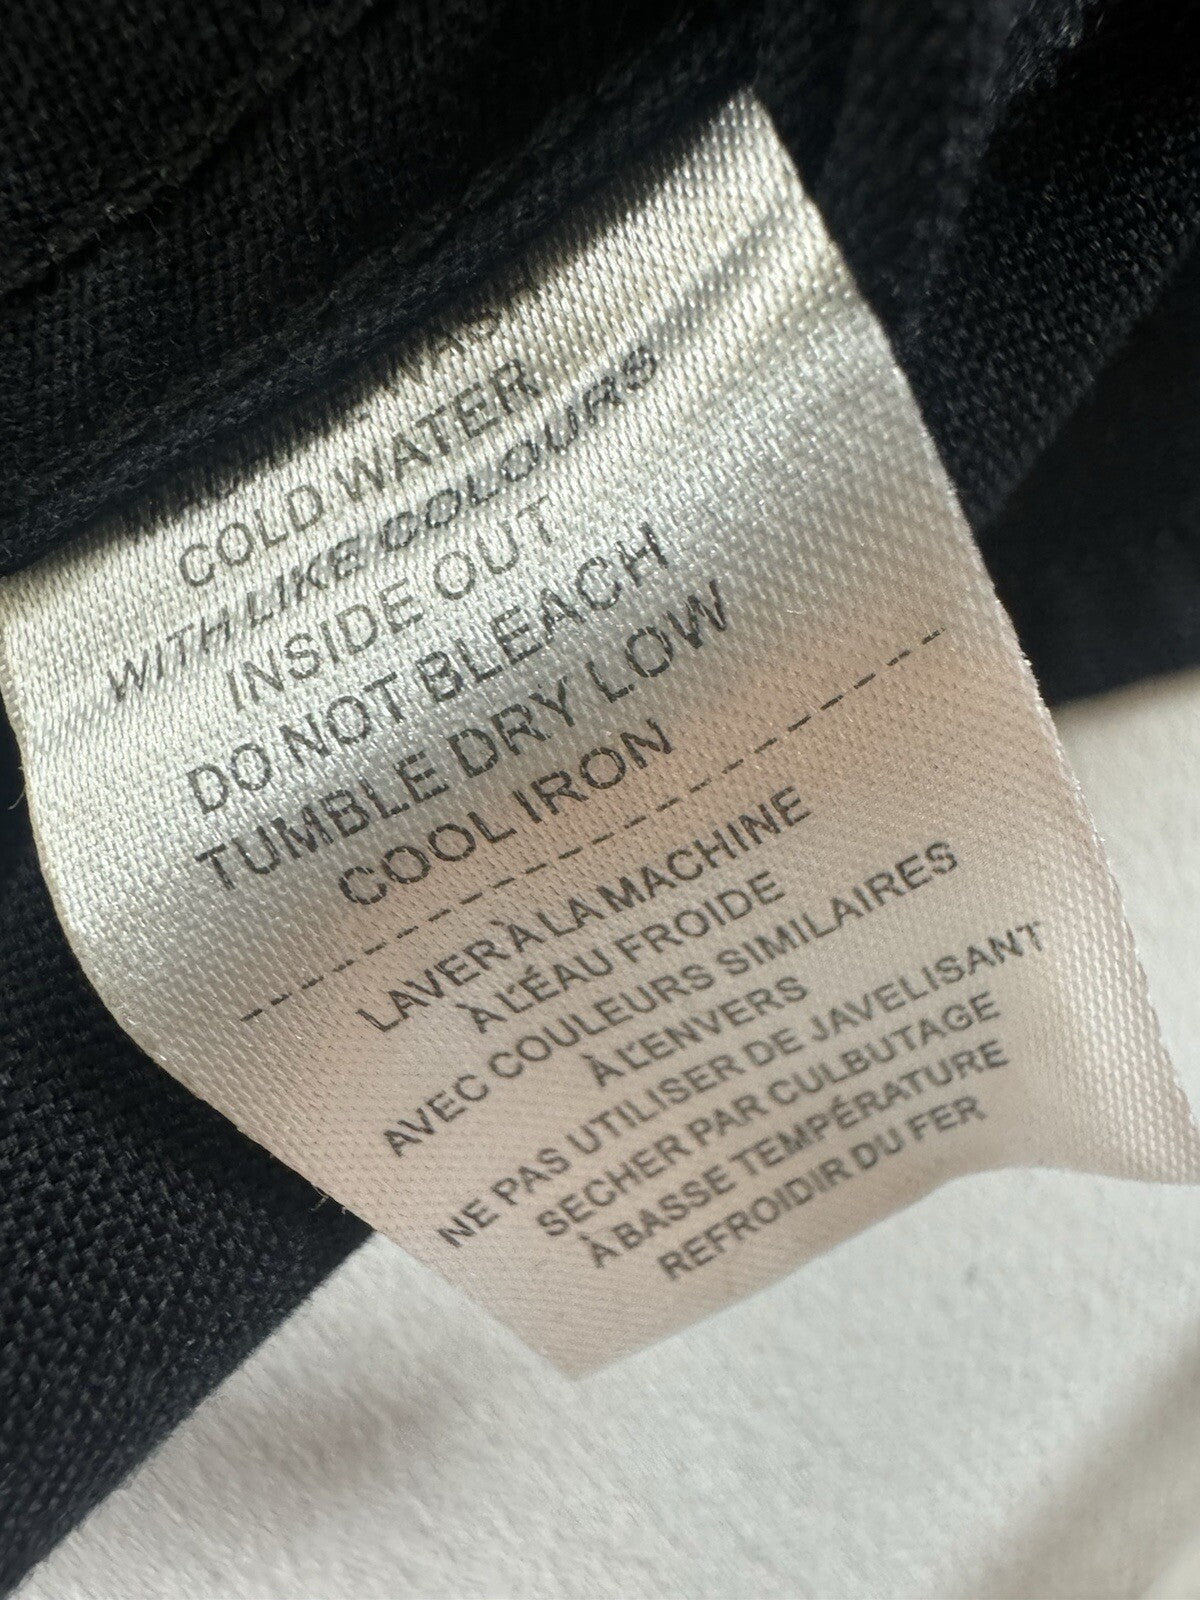 COLD WATER
WITH LIKE COLOURS
INSIDE OUT
DO NOT BLEACH
TUMBLE DRY LOW
COOL IRON
LAVER À LA MACHINE
À L'ÉAU FROIDE
AVEC COULEURS SIMILAIRES
À L'ENVERS
NE PAS UTILISER DE JAVELISANT
SECHER PAR CULBUTAGE
À BASSE TEMPÉRATURE
REFROIDIR DU FER